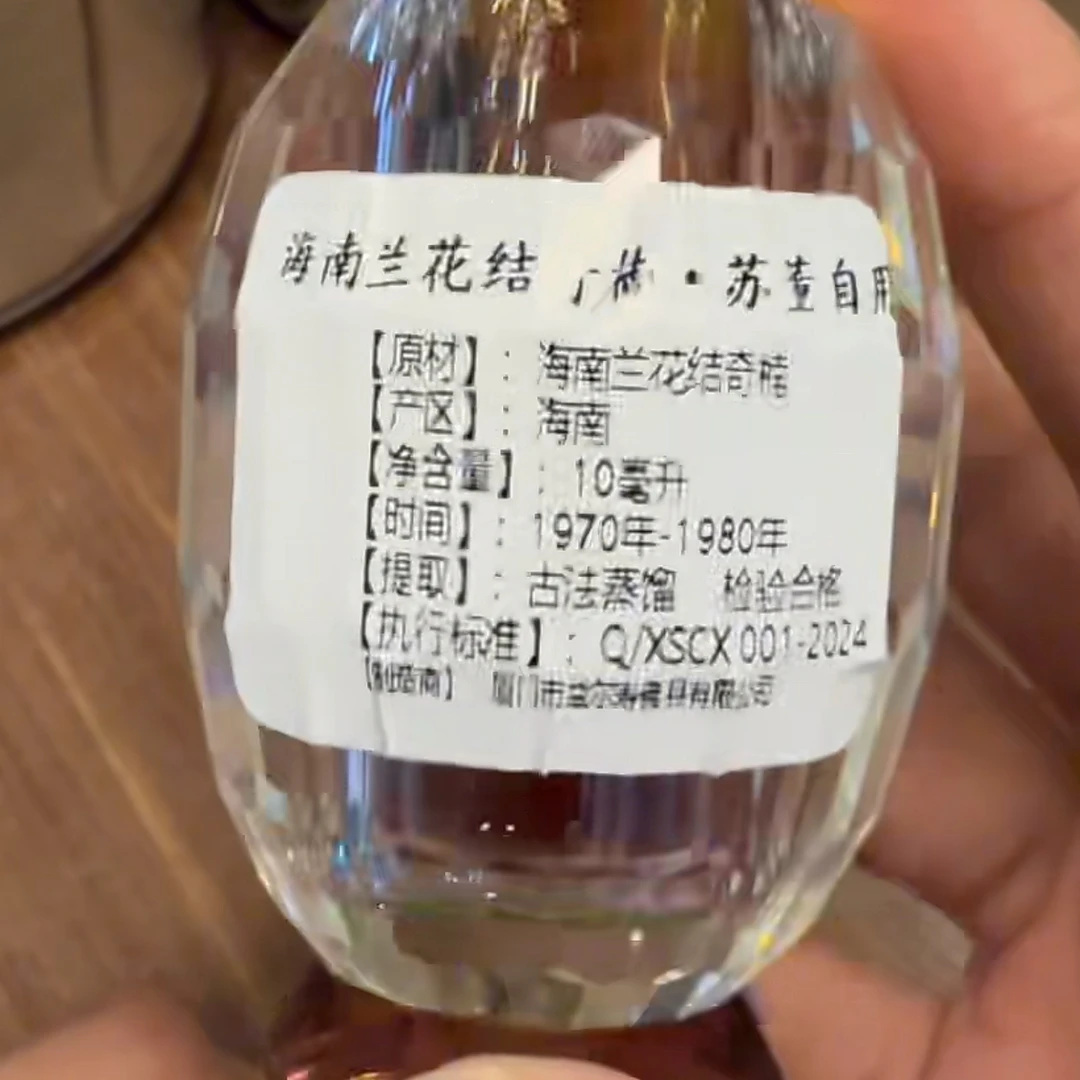 海南兰花结 · 苏董自用
【原材】：海南兰花结奇楠
【产区】：海南
【净含量】：10毫升
【时间】：1970年-1980年
【提取】：古法蒸馏 检验合格
【执行标准】：Q/XSCX 001-2024
厦门市 有限公司